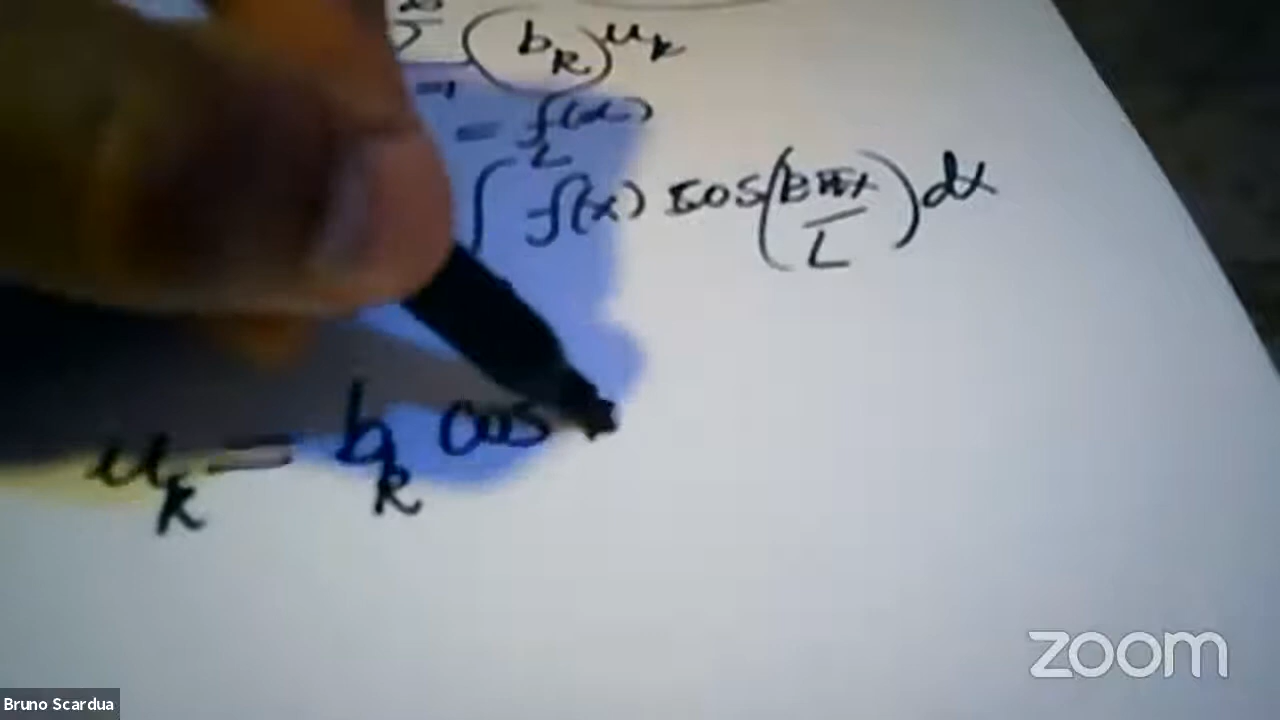 ∑ (b_k) u_k
= f(x)
∫ f(x) cos(kπx/L) dx
u_k = b_k cos
zoom
Bruno Scardua